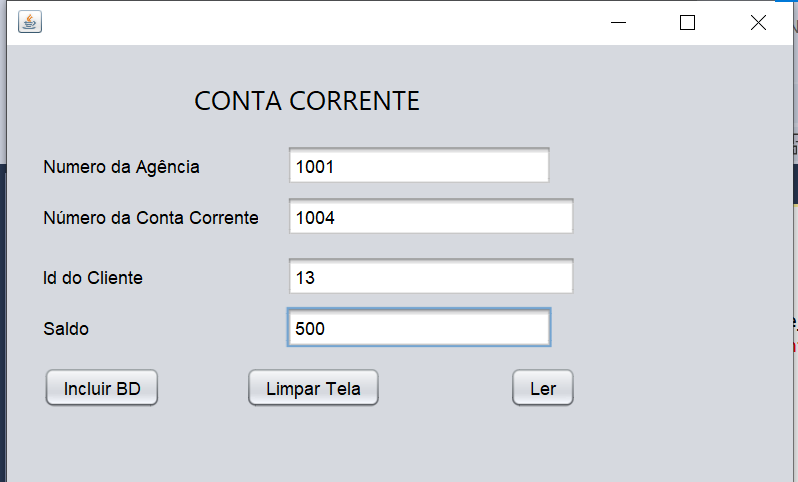 CONTA CORRENTE
Numero da Agência 1001
Número da Conta Corrente 1004
Id do Cliente 13
Saldo 500
Incluir BD Limpar Tela Ler